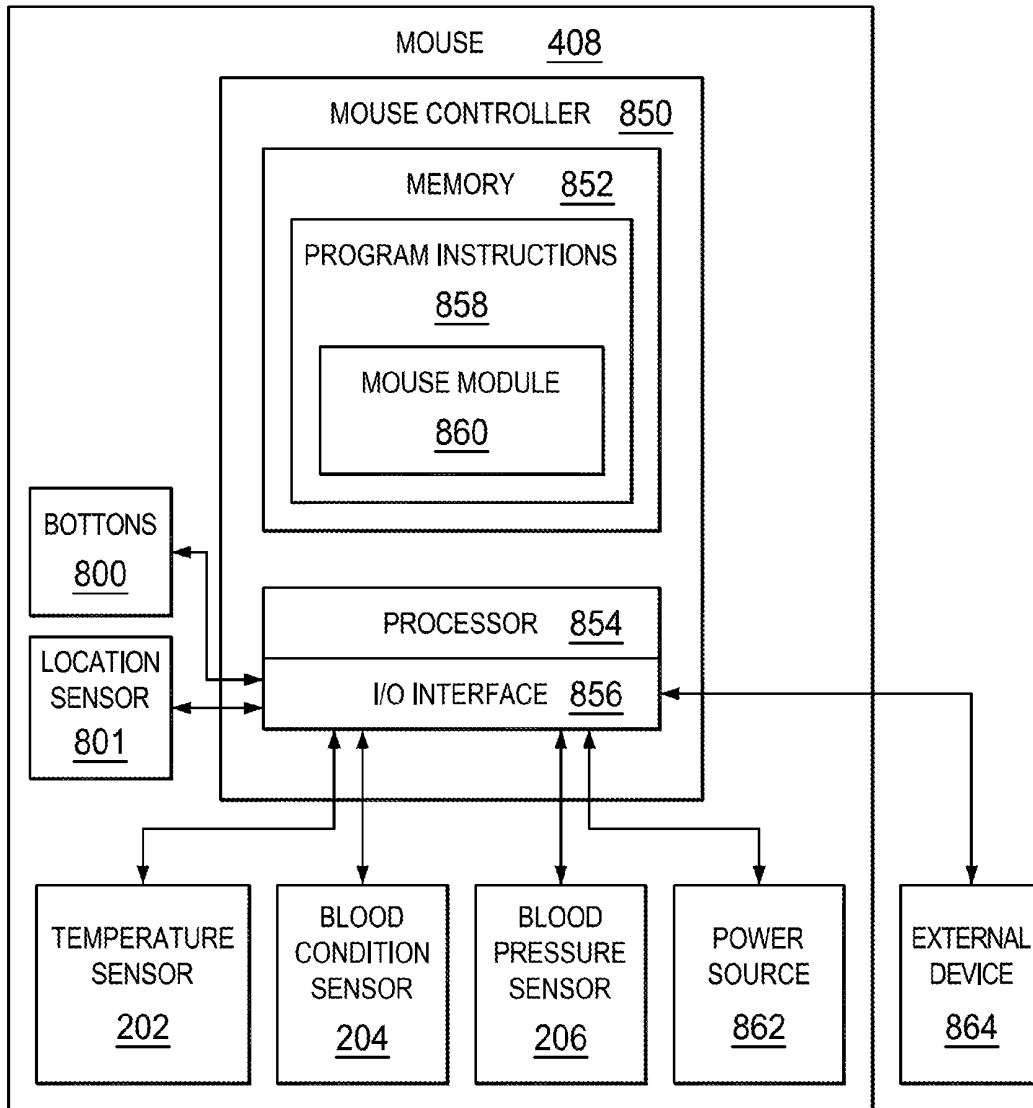 MOUSE 408
MOUSE CONTROLLER 850
MEMORY 852
PROGRAM INSTRUCTIONS
858
MOUSE MODULE
860
BOTTONS
800
PROCESSOR 854
LOCATION
SENSOR
801
I/O INTERFACE 856
TEMPERATURE
SENSOR
202
BLOOD
CONDITION
SENSOR
204
BLOOD
PRESSURE
SENSOR
206
POWER
SOURCE
862
EXTERNAL
DEVICE
864